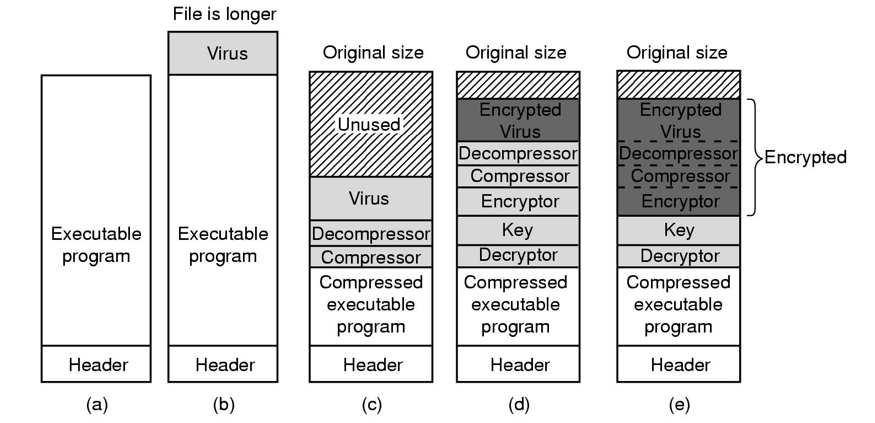 File is longer
Virus
Executable
program
Header
(a)
Executable
program
Header
(b)
Original size
Unused
Virus
Decompressor
Compressor
Compressed
executable
program
Header
(c)
Original size
Encrypted
Virus
Decompressor
Compressor
Encryptor
Key
Decryptor
Compressed
executable
program
Header
(d)
Original size
Encrypted
Virus
Decompressor
Compressor
Encryptor
Key
Decryptor
Compressed
executable
program
Header
(e)
Encrypted